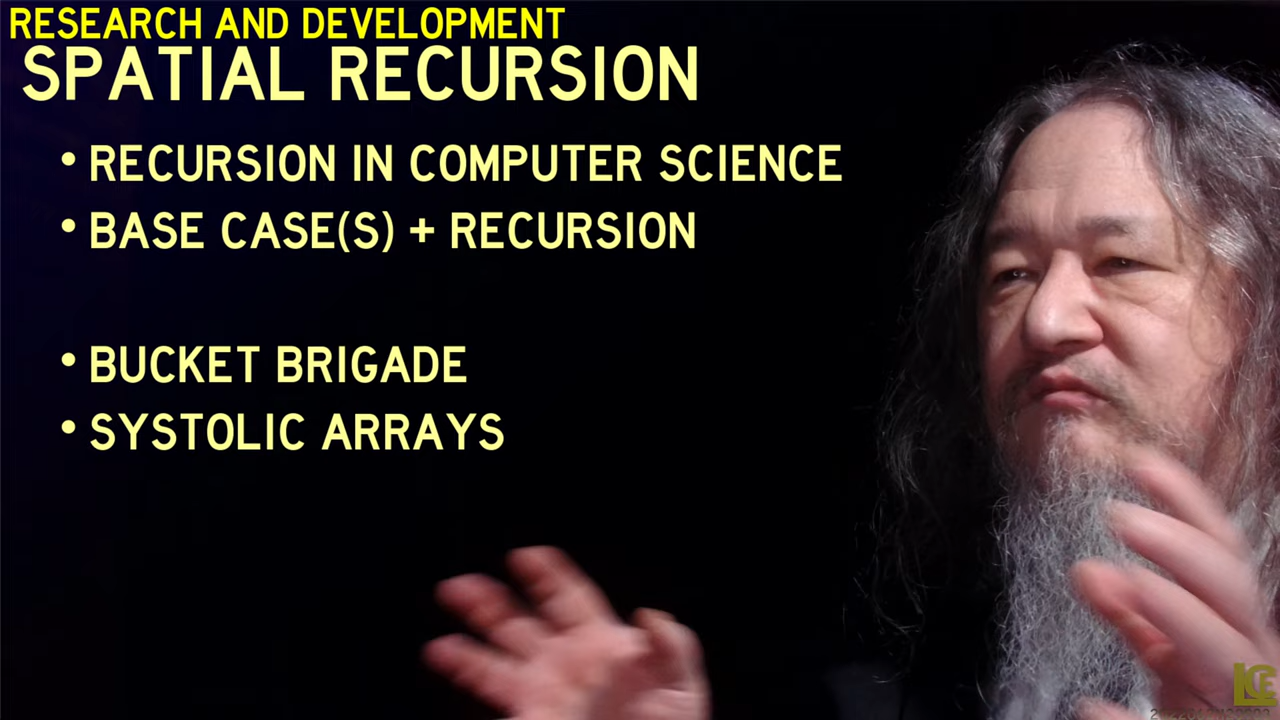 RESEARCH AND DEVELOPMENT
SPATIAL RECURSION
• RECURSION IN COMPUTER SCIENCE
• BASE CASE(S) + RECURSION
• BUCKET BRIGADE
• SYSTOLIC ARRAYS